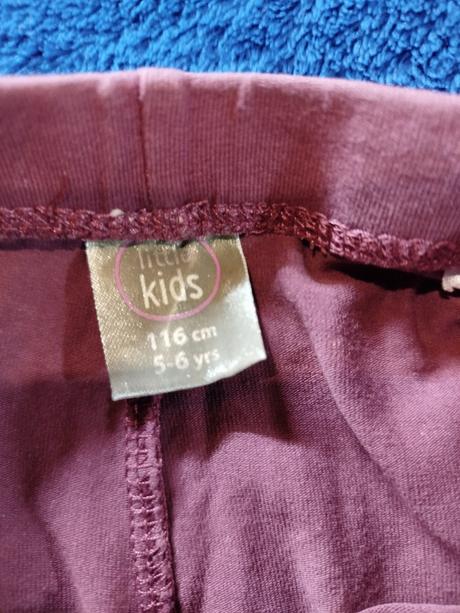 little
kids
116 cm
5-6 yrs